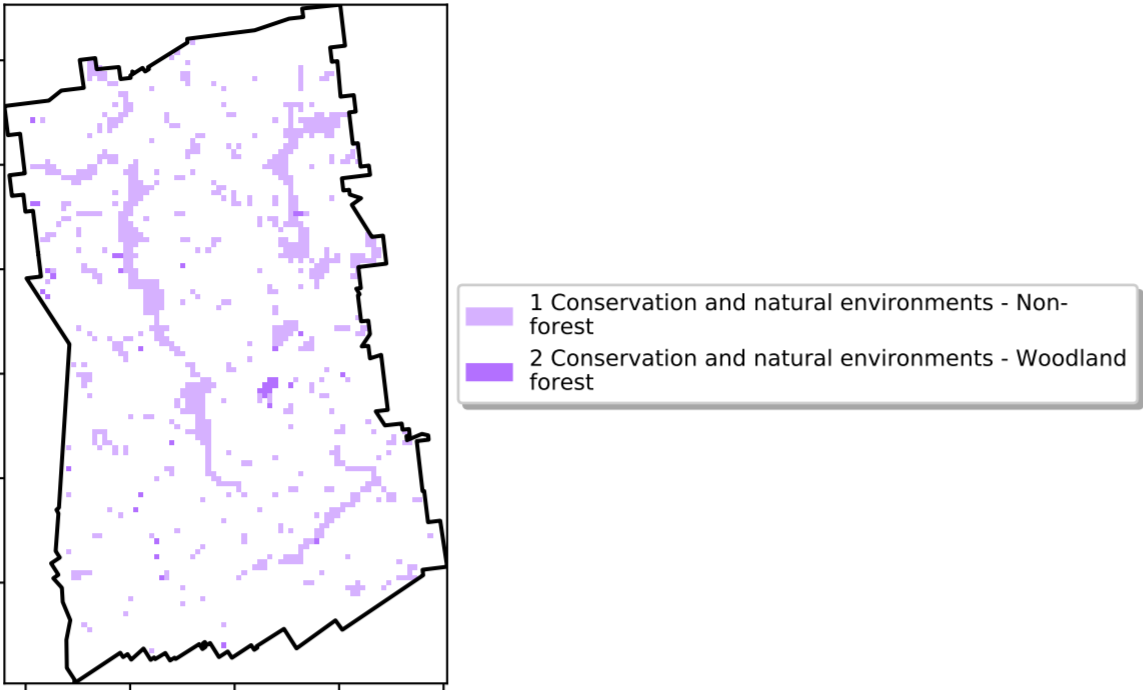 1 Conservation and natural environments - Non-
forest
2 Conservation and natural environments - Woodland
forest